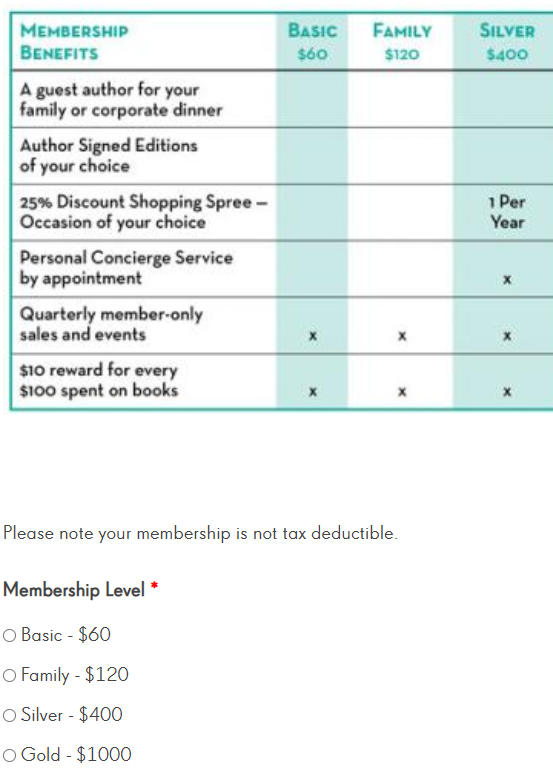 MEMBERSHIP BENEFITS BASIC $60 FAMILY $120 SILVER $400
A guest author for your
family or corporate dinner
Author Signed Editions
of your choice
25% Discount Shopping Spree – 1 Per
Occasion of your choice Year
Personal Concierge Service
by appointment x
Quarterly member-only
sales and events x x x
$10 reward for every
$100 spent on books x x x
Please note your membership is not tax deductible.
Membership Level *
Basic - $60
Family - $120
Silver - $400
Gold - $1000